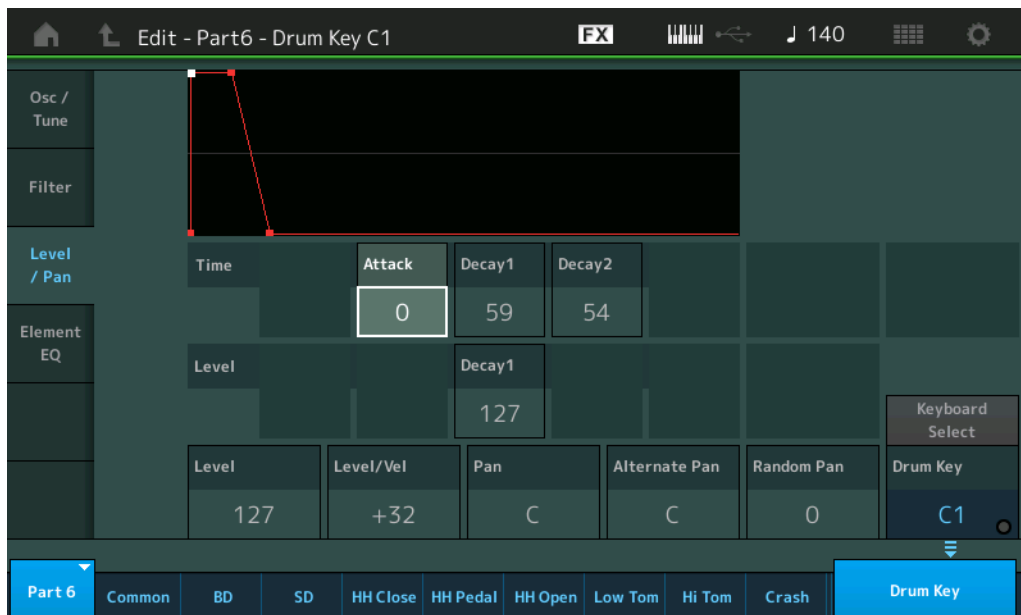 Edit - Part6 - Drum Key C1 FX ♩ 140
Osc /
Tune
Filter
Level
/ Pan
Element
EQ
Time Attack Decay1 Decay2
0 59 54
Level Decay1
127
Keyboard
Select
Level Level/Vel Pan Alternate Pan Random Pan Drum Key
127 +32 C C 0 C1
Part 6 Common BD SD HH Close HH Pedal HH Open Low Tom Hi Tom Crash Drum Key